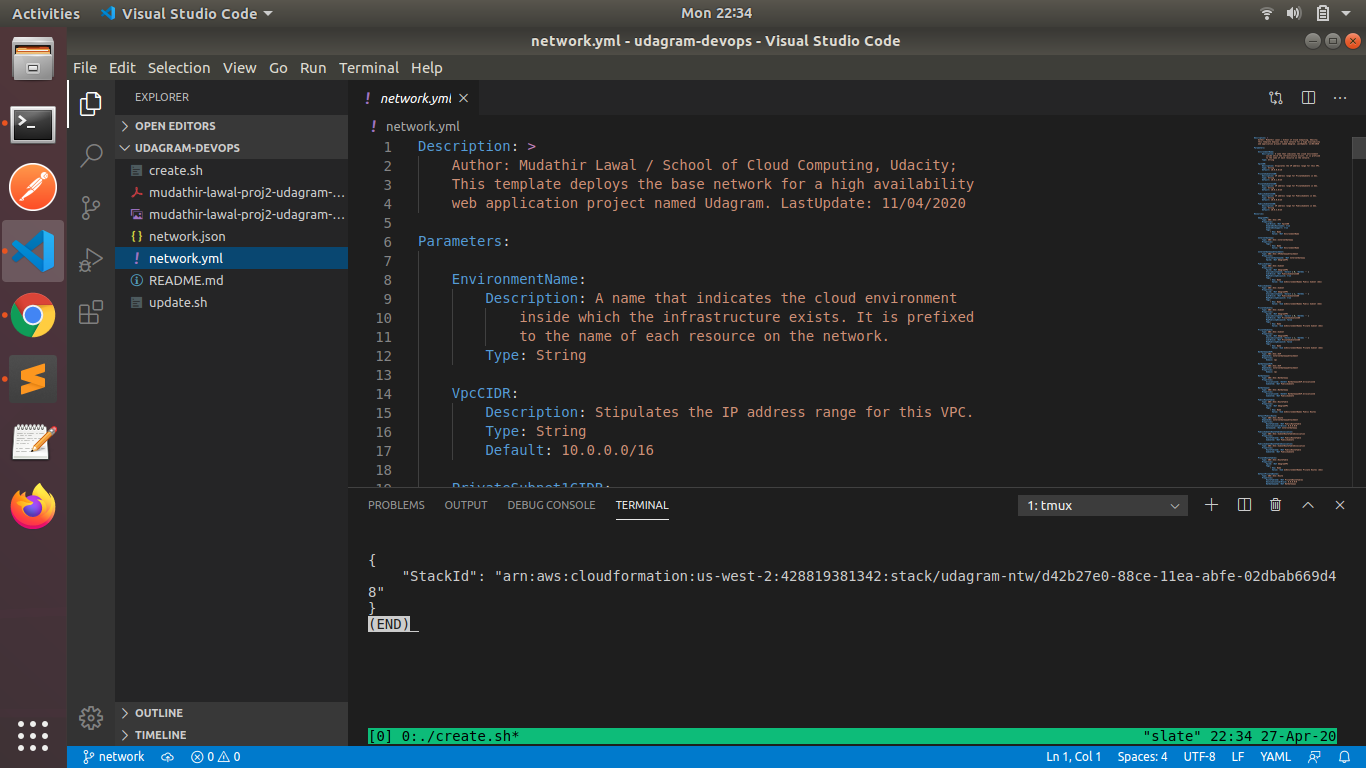 Activities Visual Studio Code Mon 22:34
network.yml - udagram-devops - Visual Studio Code
File Edit Selection View Go Run Terminal Help
EXPLORER
OPEN EDITORS
UDAGRAM-DEVOPS
create.sh
mudathir-lawal-proj2-udagram-...
mudathir-lawal-proj2-udagram-...
{} network.json
! network.yml
README.md
update.sh
OUTLINE
TIMELINE
! network.yml
! network.yml
1 Description: >
2 Author: Mudathir Lawal / School of Cloud Computing, Udacity;
3 This template deploys the base network for a high availability
4 web application project named Udagram. LastUpdate: 11/04/2020
5
6 Parameters:
7
8 EnvironmentName:
9 Description: A name that indicates the cloud environment
10 inside which the infrastructure exists. It is prefixed
11 to the name of each resource on the network.
12 Type: String
13
14 VpcCIDR:
15 Description: Stipulates the IP address range for this VPC.
16 Type: String
17 Default: 10.0.0.0/16
18
19 PrivateSubnet1CIDR:
PROBLEMS OUTPUT DEBUG CONSOLE TERMINAL 1: tmux
{
"StackId": "arn:aws:cloudformation:us-west-2:428819381342:stack/udagram-ntw/d42b27e0-88ce-11ea-abfe-02dbab669d4
8"
}
(END)
[0] 0:./create.sh* "slate" 22:34 27-Apr-20
network 0 0 Ln 1, Col 1 Spaces: 4 UTF-8 LF YAML